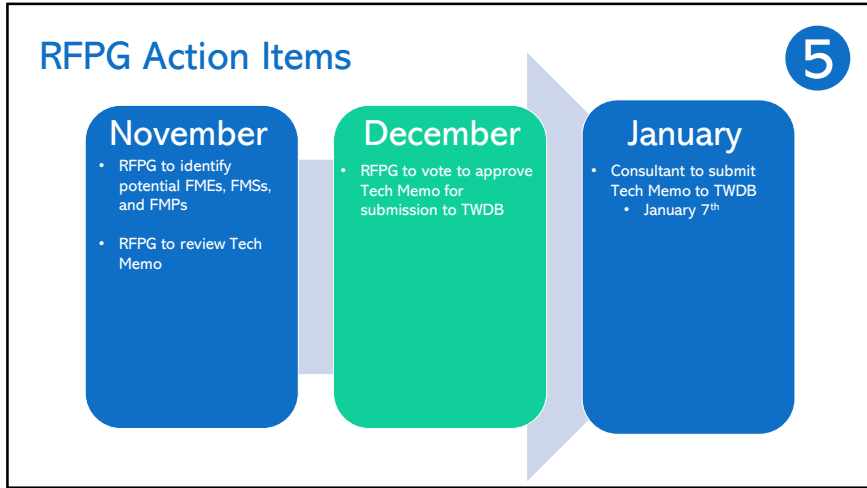 RFPG Action Items
5
November
• RFPG to identify
potential FMEs, FMSs,
and FMPs
• RFPG to review Tech
Memo
December
• RFPG to vote to approve
Tech Memo for
submission to TWDB
January
• Consultant to submit
Tech Memo to TWDB
• January 7th